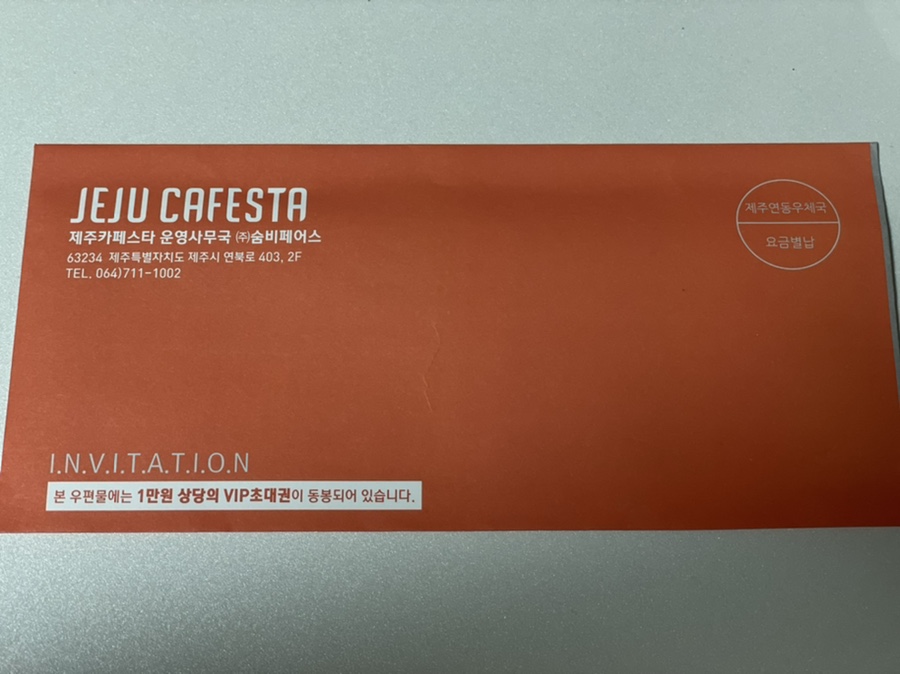 JEJU CAFESTA
제주카페스타 운영사무국 ㈜숨비페어스
63234 제주특별자치도 제주시 연북로 403, 2F
TEL. 064)711-1002
제주연동우체국
요금별납
I.N.V.I.T.A.T.I.O.N
본 우편물에는 1만원 상당의 VIP초대권이 동봉되어 있습니다.